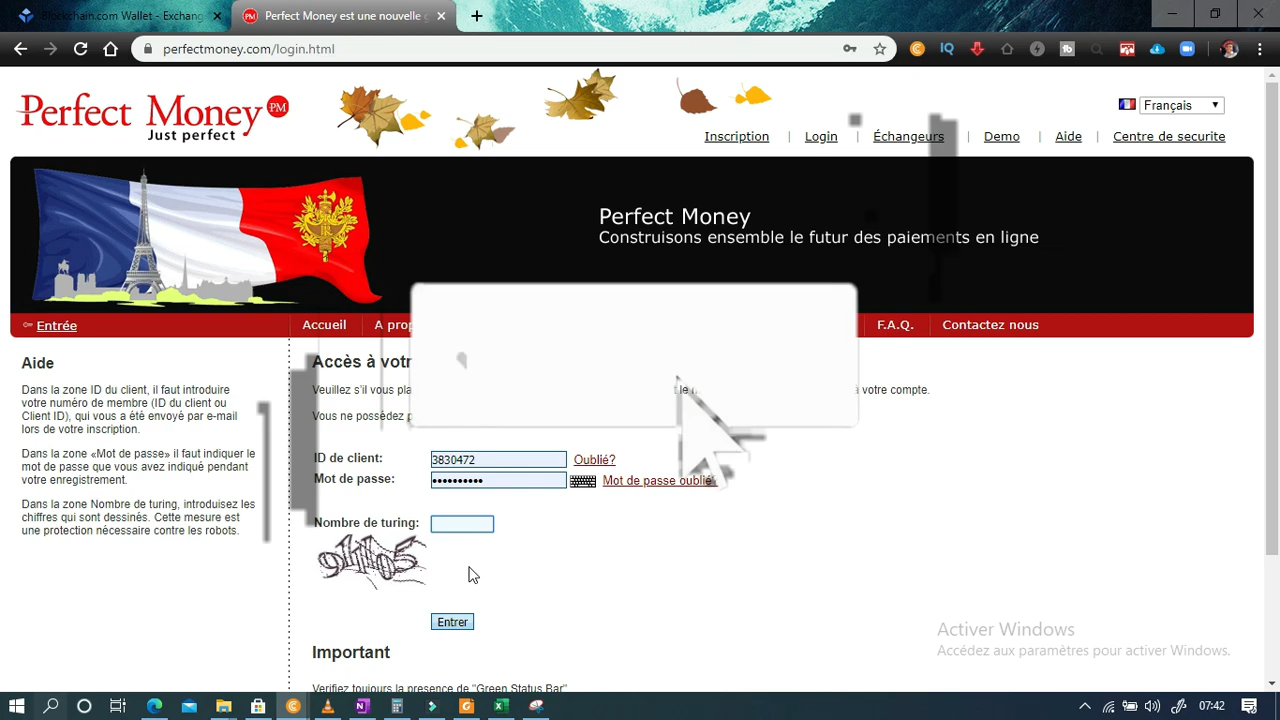 Blockchain.com Wallet - Exchang
Perfect Money est une nouvelle g
perfectmoney.com/login.html
Perfect Money PM
Just perfect
Français
Inscription | Login | Échangeurs | Demo | Aide | Centre de securite
Perfect Money
Construisons ensemble le futur des paiements en ligne
Entrée
Accueil
A prop
F.A.Q.
Contactez nous
Aide
Dans la zone ID du client, il faut introduire
votre numéro de membre (ID du client ou
Client ID), qui vous a été envoyé par e-mail
lors de votre inscription.
Dans la zone «Mot de passe» il faut indiquer le
mot de passe que vous avez indiqué pendant
votre enregistrement.
Dans la zone Nombre de turing, introduisez les
chiffres qui sont dessinés. Cette mesure est
une protection nécessaire contre les robots.
Accès à votr
Veuillez s'il vous pla
à votre compte.
Vous ne possédez p
ID de client: 3830472 Oublié?
Mot de passe: Mot de passe oublié
Nombre de turing:
Entrer
Important
Verifiez toujours la presence de "Green Status Bar"
Activer Windows
Accédez aux paramètres pour activer Windows.
07:42